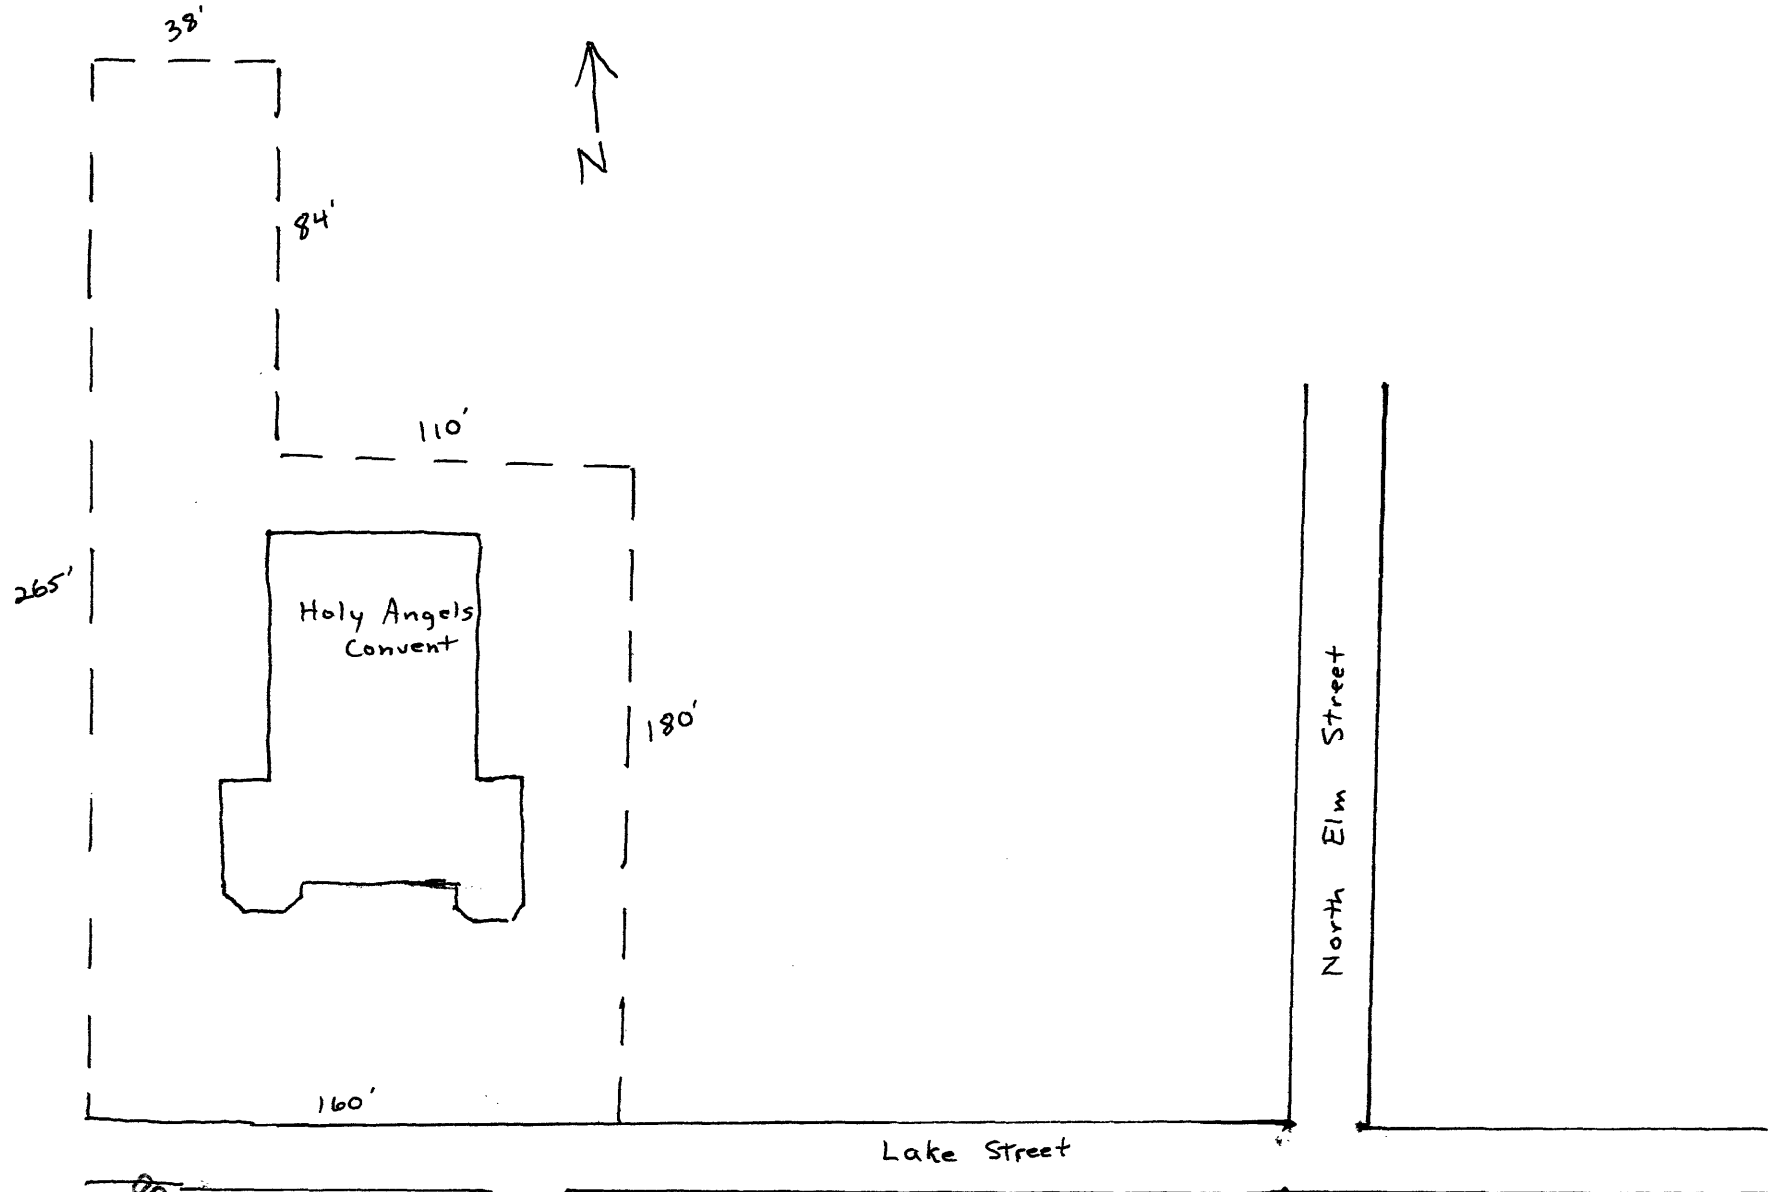 38'
N
84'
110'
265'
Holy Angels
Convent
180'
North Elm Street
160'
Lake Street